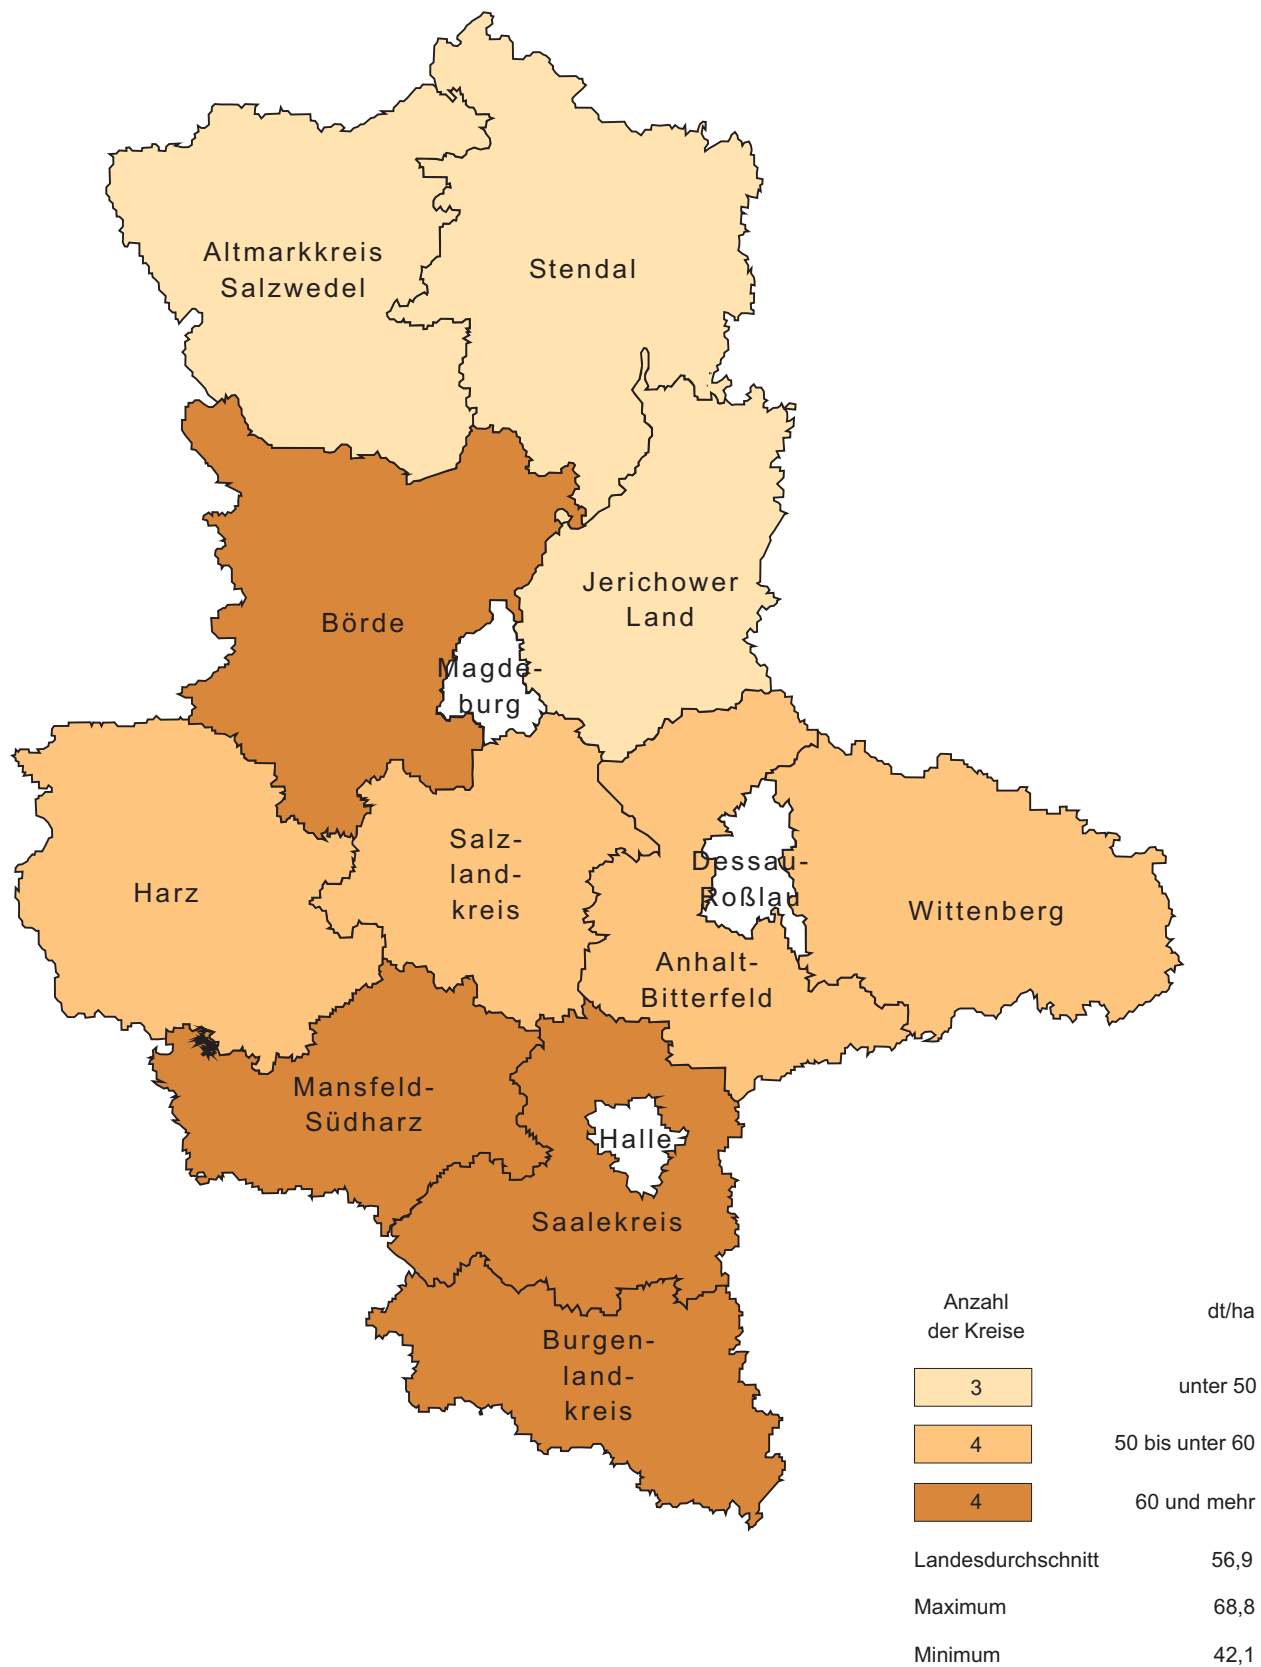 Altmarkkreis
Salzwedel
Stendal
Jerichower
Land
Börde
Magde-
burg
Salz-
land-
kreis
Harz
Dessau-
Roßlau
Wittenberg
Anhalt-
Bitterfeld
Mansfeld-
Südharz
Halle
Saalekreis
Burgen-
land-
kreis
Anzahl
der Kreise
dt/ha
3 unter 50
4 50 bis unter 60
4 60 und mehr
Landesdurchschnitt 56,9
Maximum 68,8
Minimum 42,1